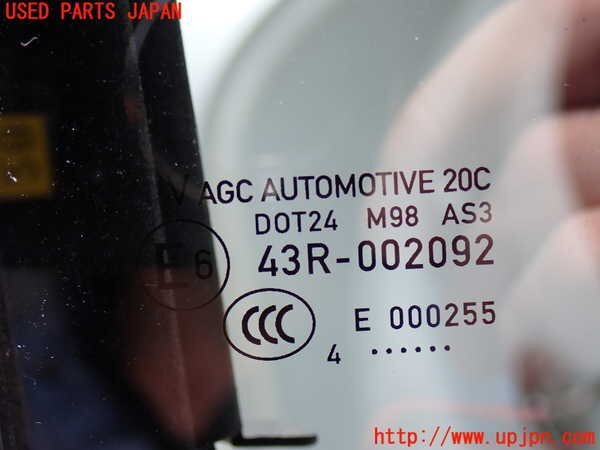 USED PARTS JAPAN
V AGC AUTOMOTIVE 20C
DOT24 M98 AS3
E6 43R-002092
CCC E 000255
4 ......
http://www.upjpn.com/